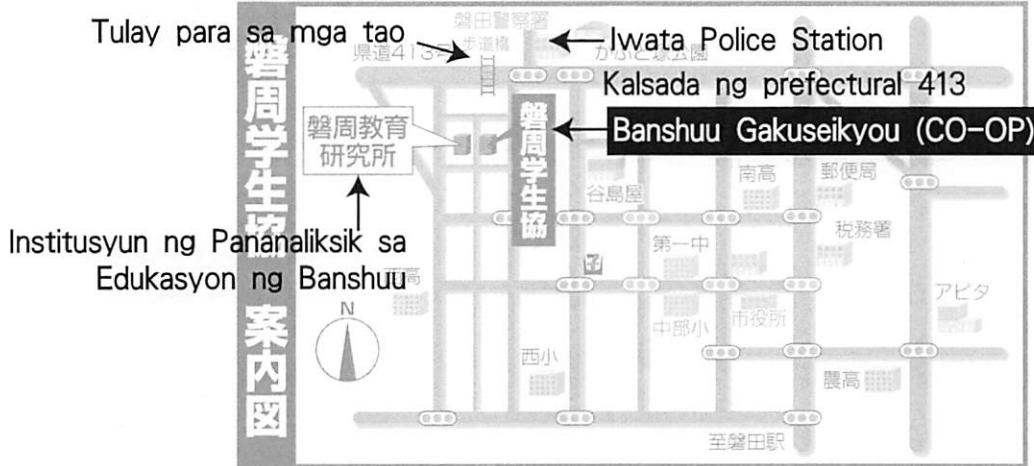 Tulay para sa mga tao
磐田警察署
Iwata Police Station
県道413号
歩道橋
かぶと塚公園
Kalsada ng prefectural 413
磐周学生協 案内図
磐周教育
研究所
磐周学生協
Banshuu Gakuseikyou (CO-OP)
谷島屋
南高
郵便局
Institusyun ng Pananaliksik sa
Edukasyon ng Banshuu
第一中
税務署
西高
N
中部小
市役所
アピタ
西小
農高
至磐田駅